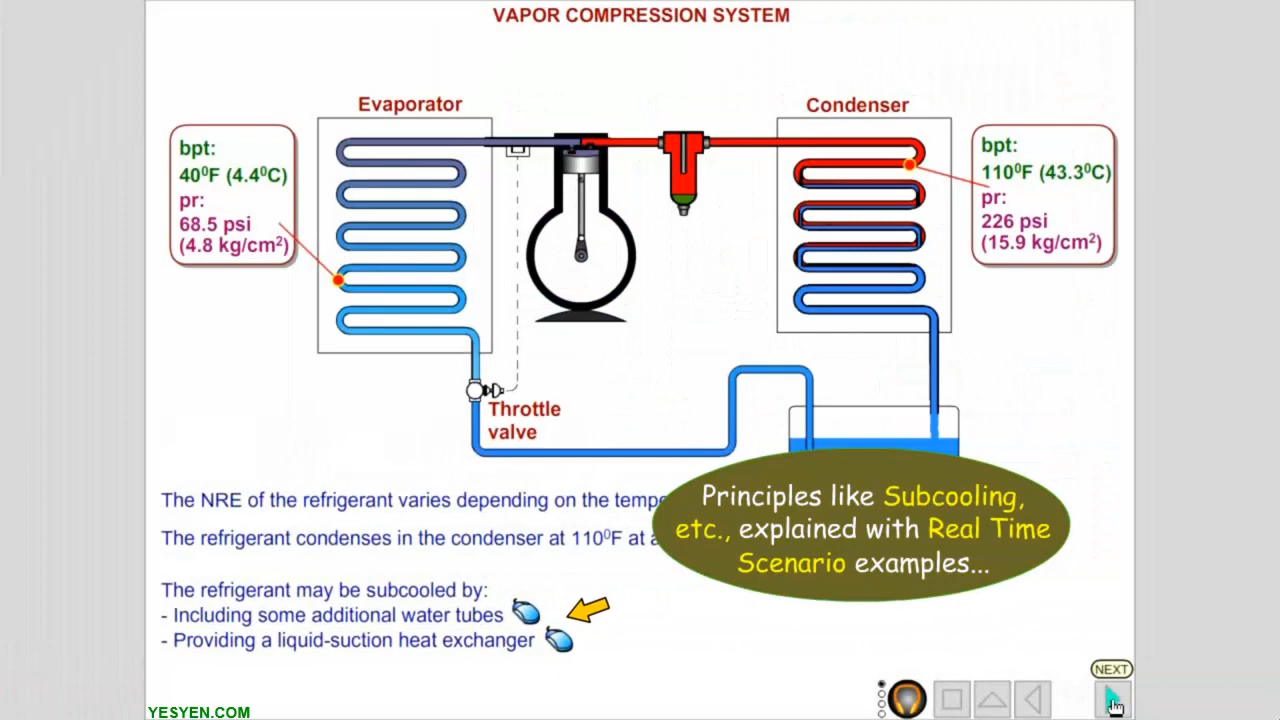 VAPOR COMPRESSION SYSTEM
Evaporator
Condenser
bpt:
40⁰F (4.4⁰C)
pr:
68.5 psi
(4.8 kg/cm²)
bpt:
110⁰F (43.3⁰C)
pr:
226 psi
(15.9 kg/cm²)
Throttle
valve
The NRE of the refrigerant varies depending on the
The refrigerant condenses in the condenser at 110⁰F at
Principles like Subcooling,
etc., explained with Real Time
Scenario examples...
The refrigerant may be subcooled by:
- Including some additional water tubes
- Providing a liquid-suction heat exchanger
NEXT
YESYEN.COM